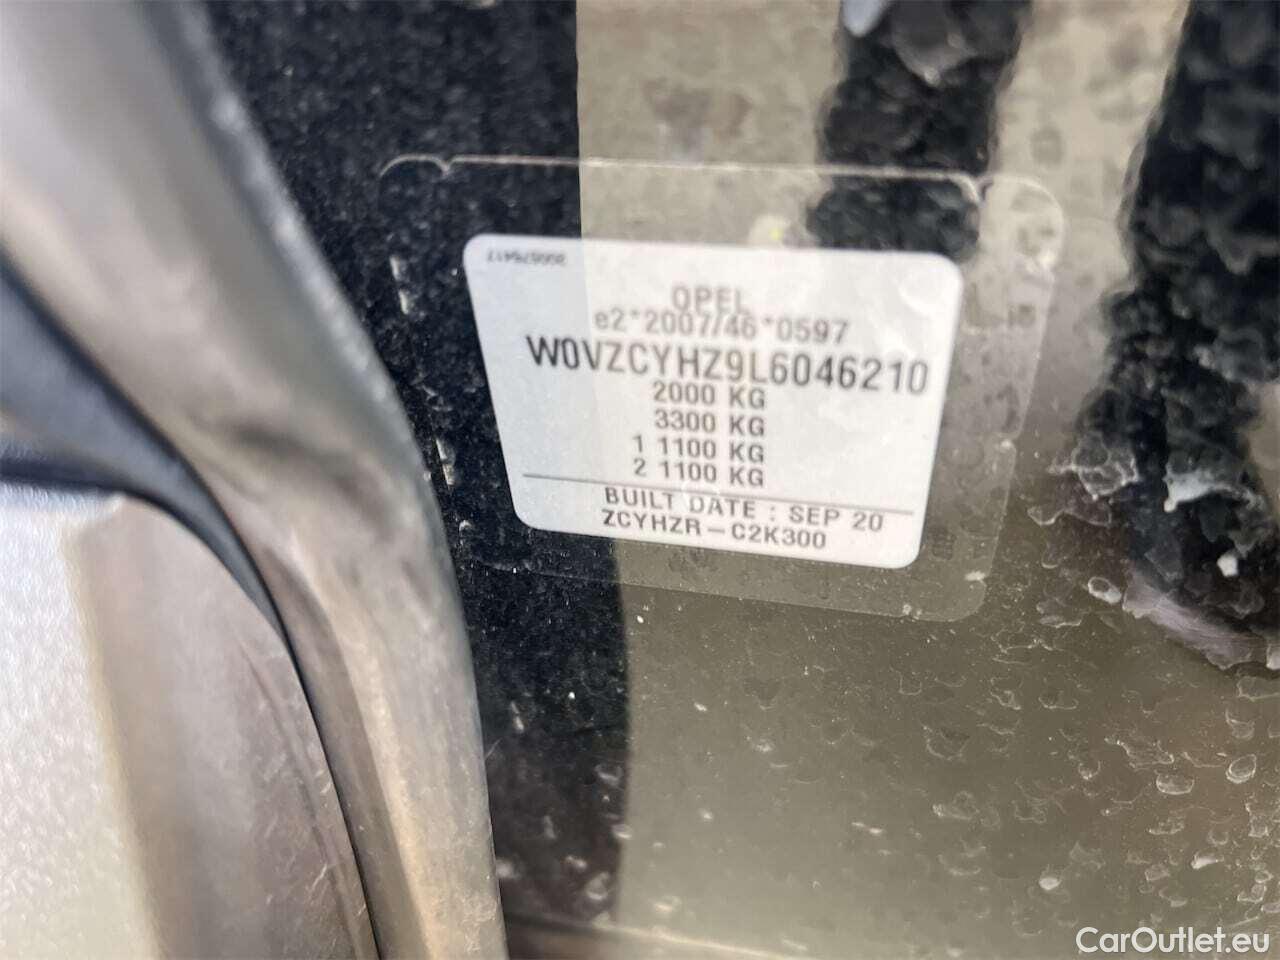 OPEL
e2*2007/46*0597
W0VZCYHZ9L6046210
2000 KG
3300 KG
1 1100 KG
2 1100 KG
BUILT DATE : SEP 20
ZCYHZR-C2K300
CarOutlet.eu